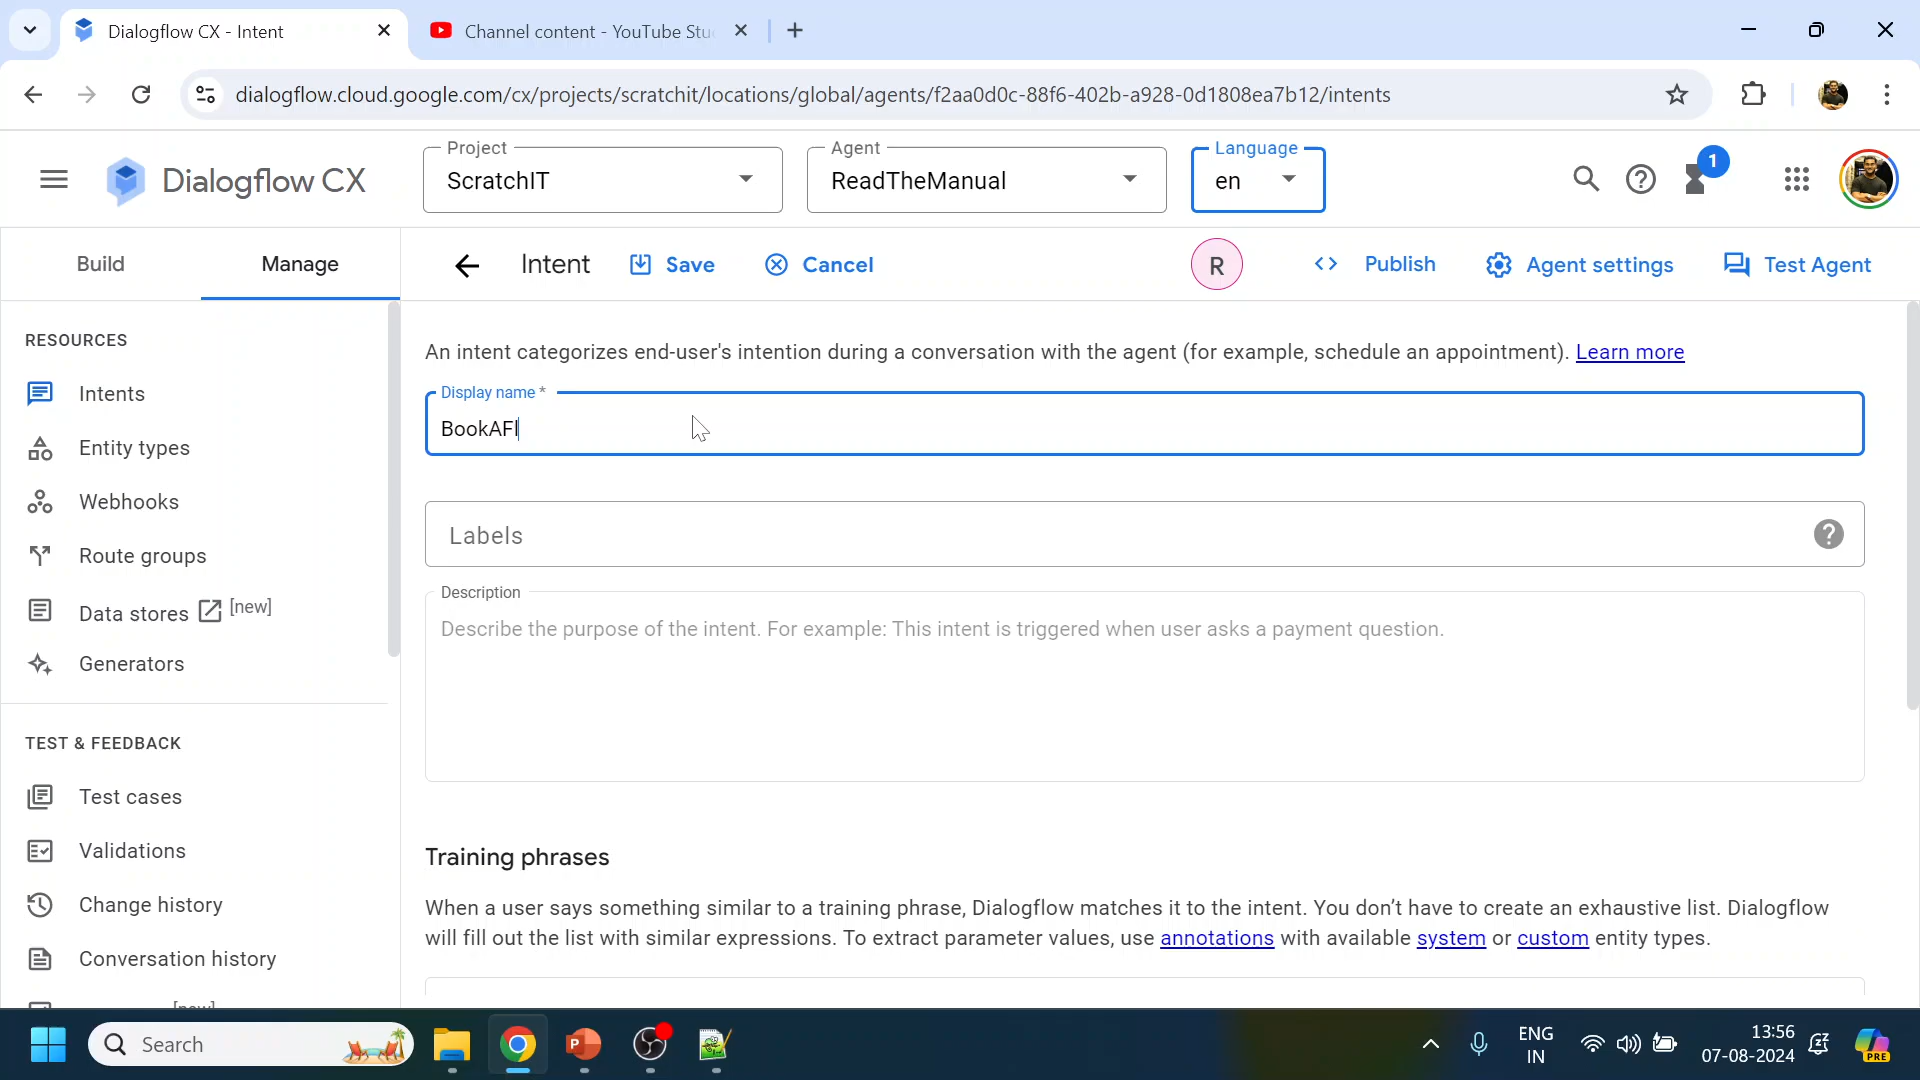 Dialogflow CX - Intent
Channel content - YouTube Stu
dialogflow.cloud.google.com/cx/projects/scratchit/locations/global/agents/f2aa0d0c-88f6-402b-a928-0d1808ea7b12/intents
Dialogflow CX
Project
ScratchIT
Agent
ReadTheManual
Language
en
1
Build
Manage
Intent
Save
Cancel
R
Publish
Agent settings
Test Agent
RESOURCES
Intents
Entity types
Webhooks
Route groups
Data stores [new]
Generators
TEST & FEEDBACK
Test cases
Validations
Change history
Conversation history
An intent categorizes end-user's intention during a conversation with the agent (for example, schedule an appointment). Learn more
Display name *
BookAFl
Labels
Description
Describe the purpose of the intent. For example: This intent is triggered when user asks a payment question.
Training phrases
When a user says something similar to a training phrase, Dialogflow matches it to the intent. You don't have to create an exhaustive list. Dialogflow
will fill out the list with similar expressions. To extract parameter values, use annotations with available system or custom entity types.
Search
ENG
IN
13:56
07-08-2024
PRE